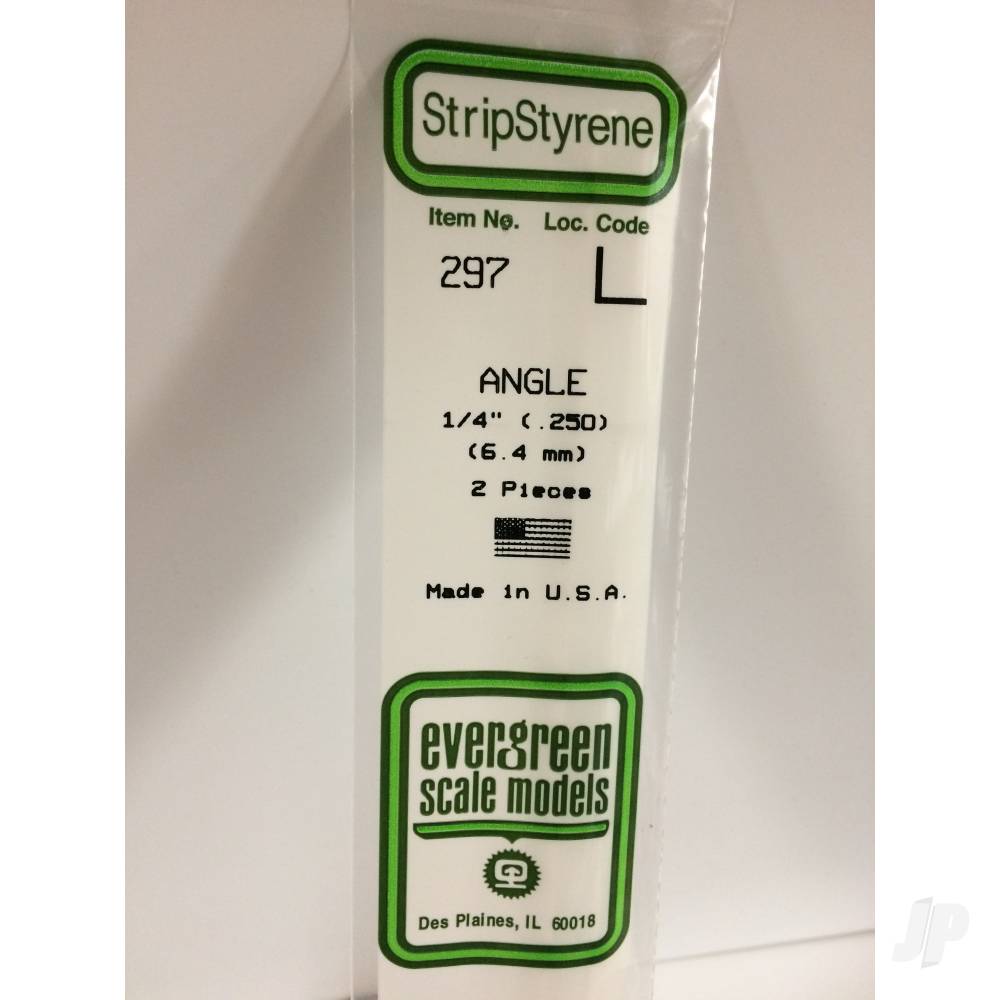 StripStyrene
Item No. Loc. Code
297 L
ANGLE
1/4" (.250)
(6.4 mm)
2 Pieces
Made in U.S.A.
evergreen
scale models
Des Plaines, IL 60018
JP